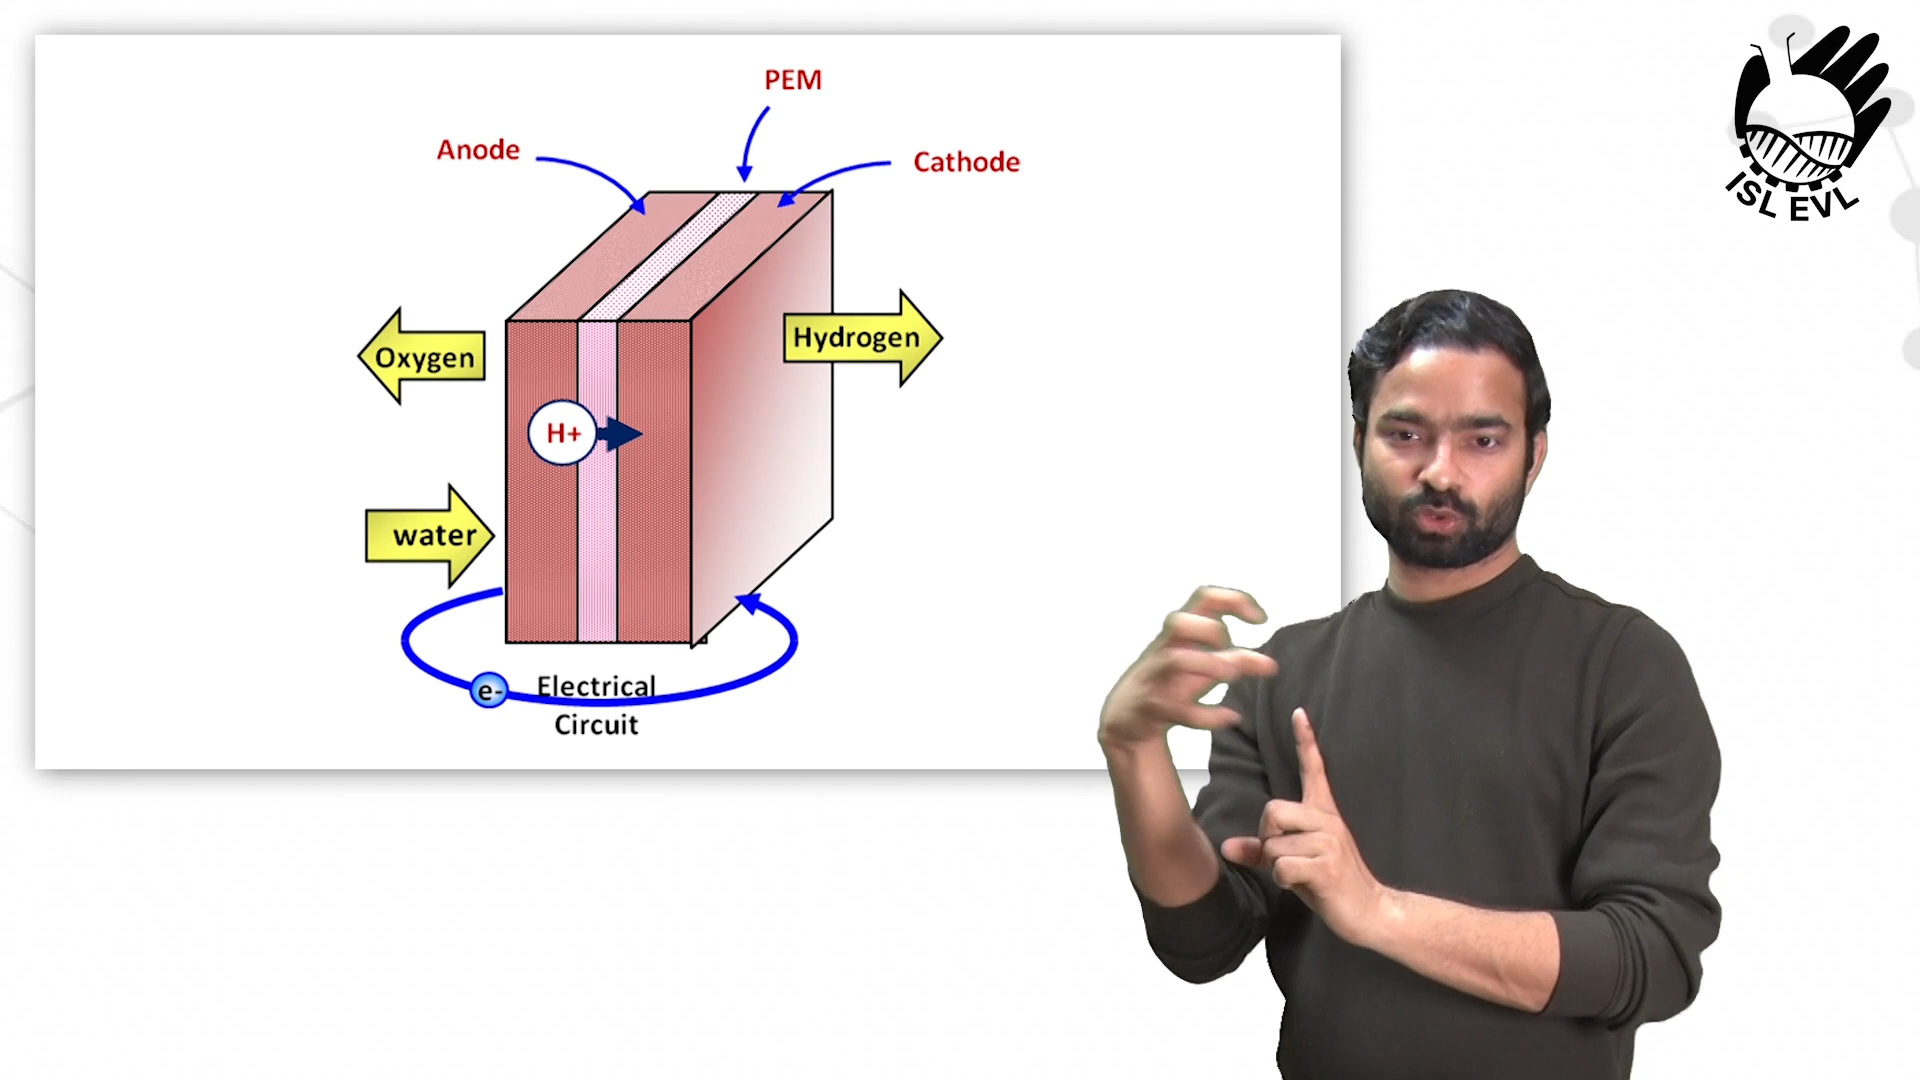 PEM
Anode
Cathode
Oxygen
Hydrogen
H+
water
e-
Electrical
Circuit
ISL EVL